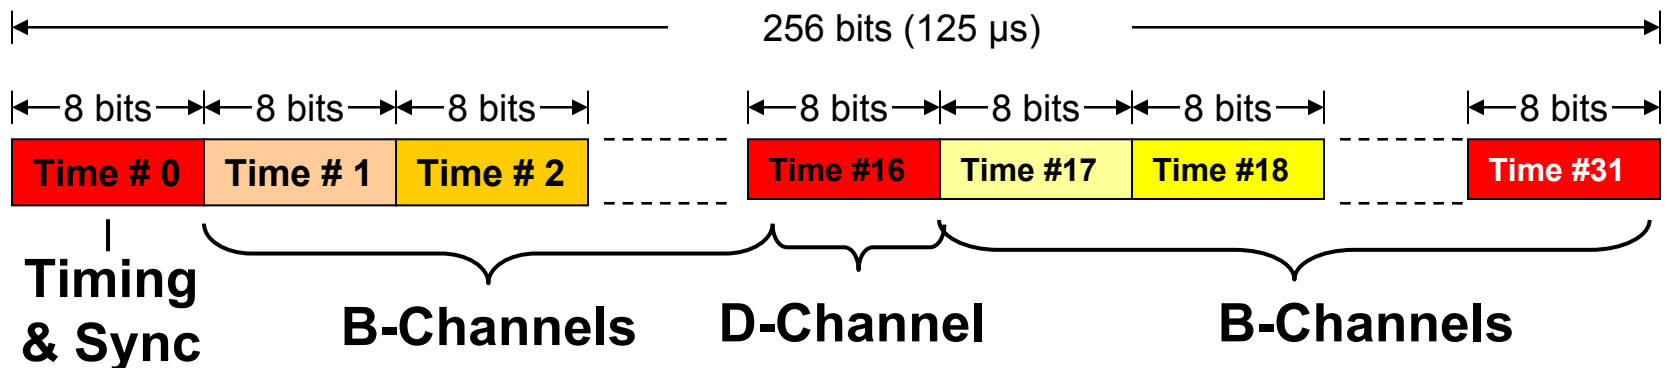 256 bits (125 µs)
8 bits 8 bits 8 bits 8 bits 8 bits 8 bits 8 bits
Time # 0 Time # 1 Time # 2 Time #16 Time #17 Time #18 Time #31
Timing
& Sync
B-Channels D-Channel B-Channels